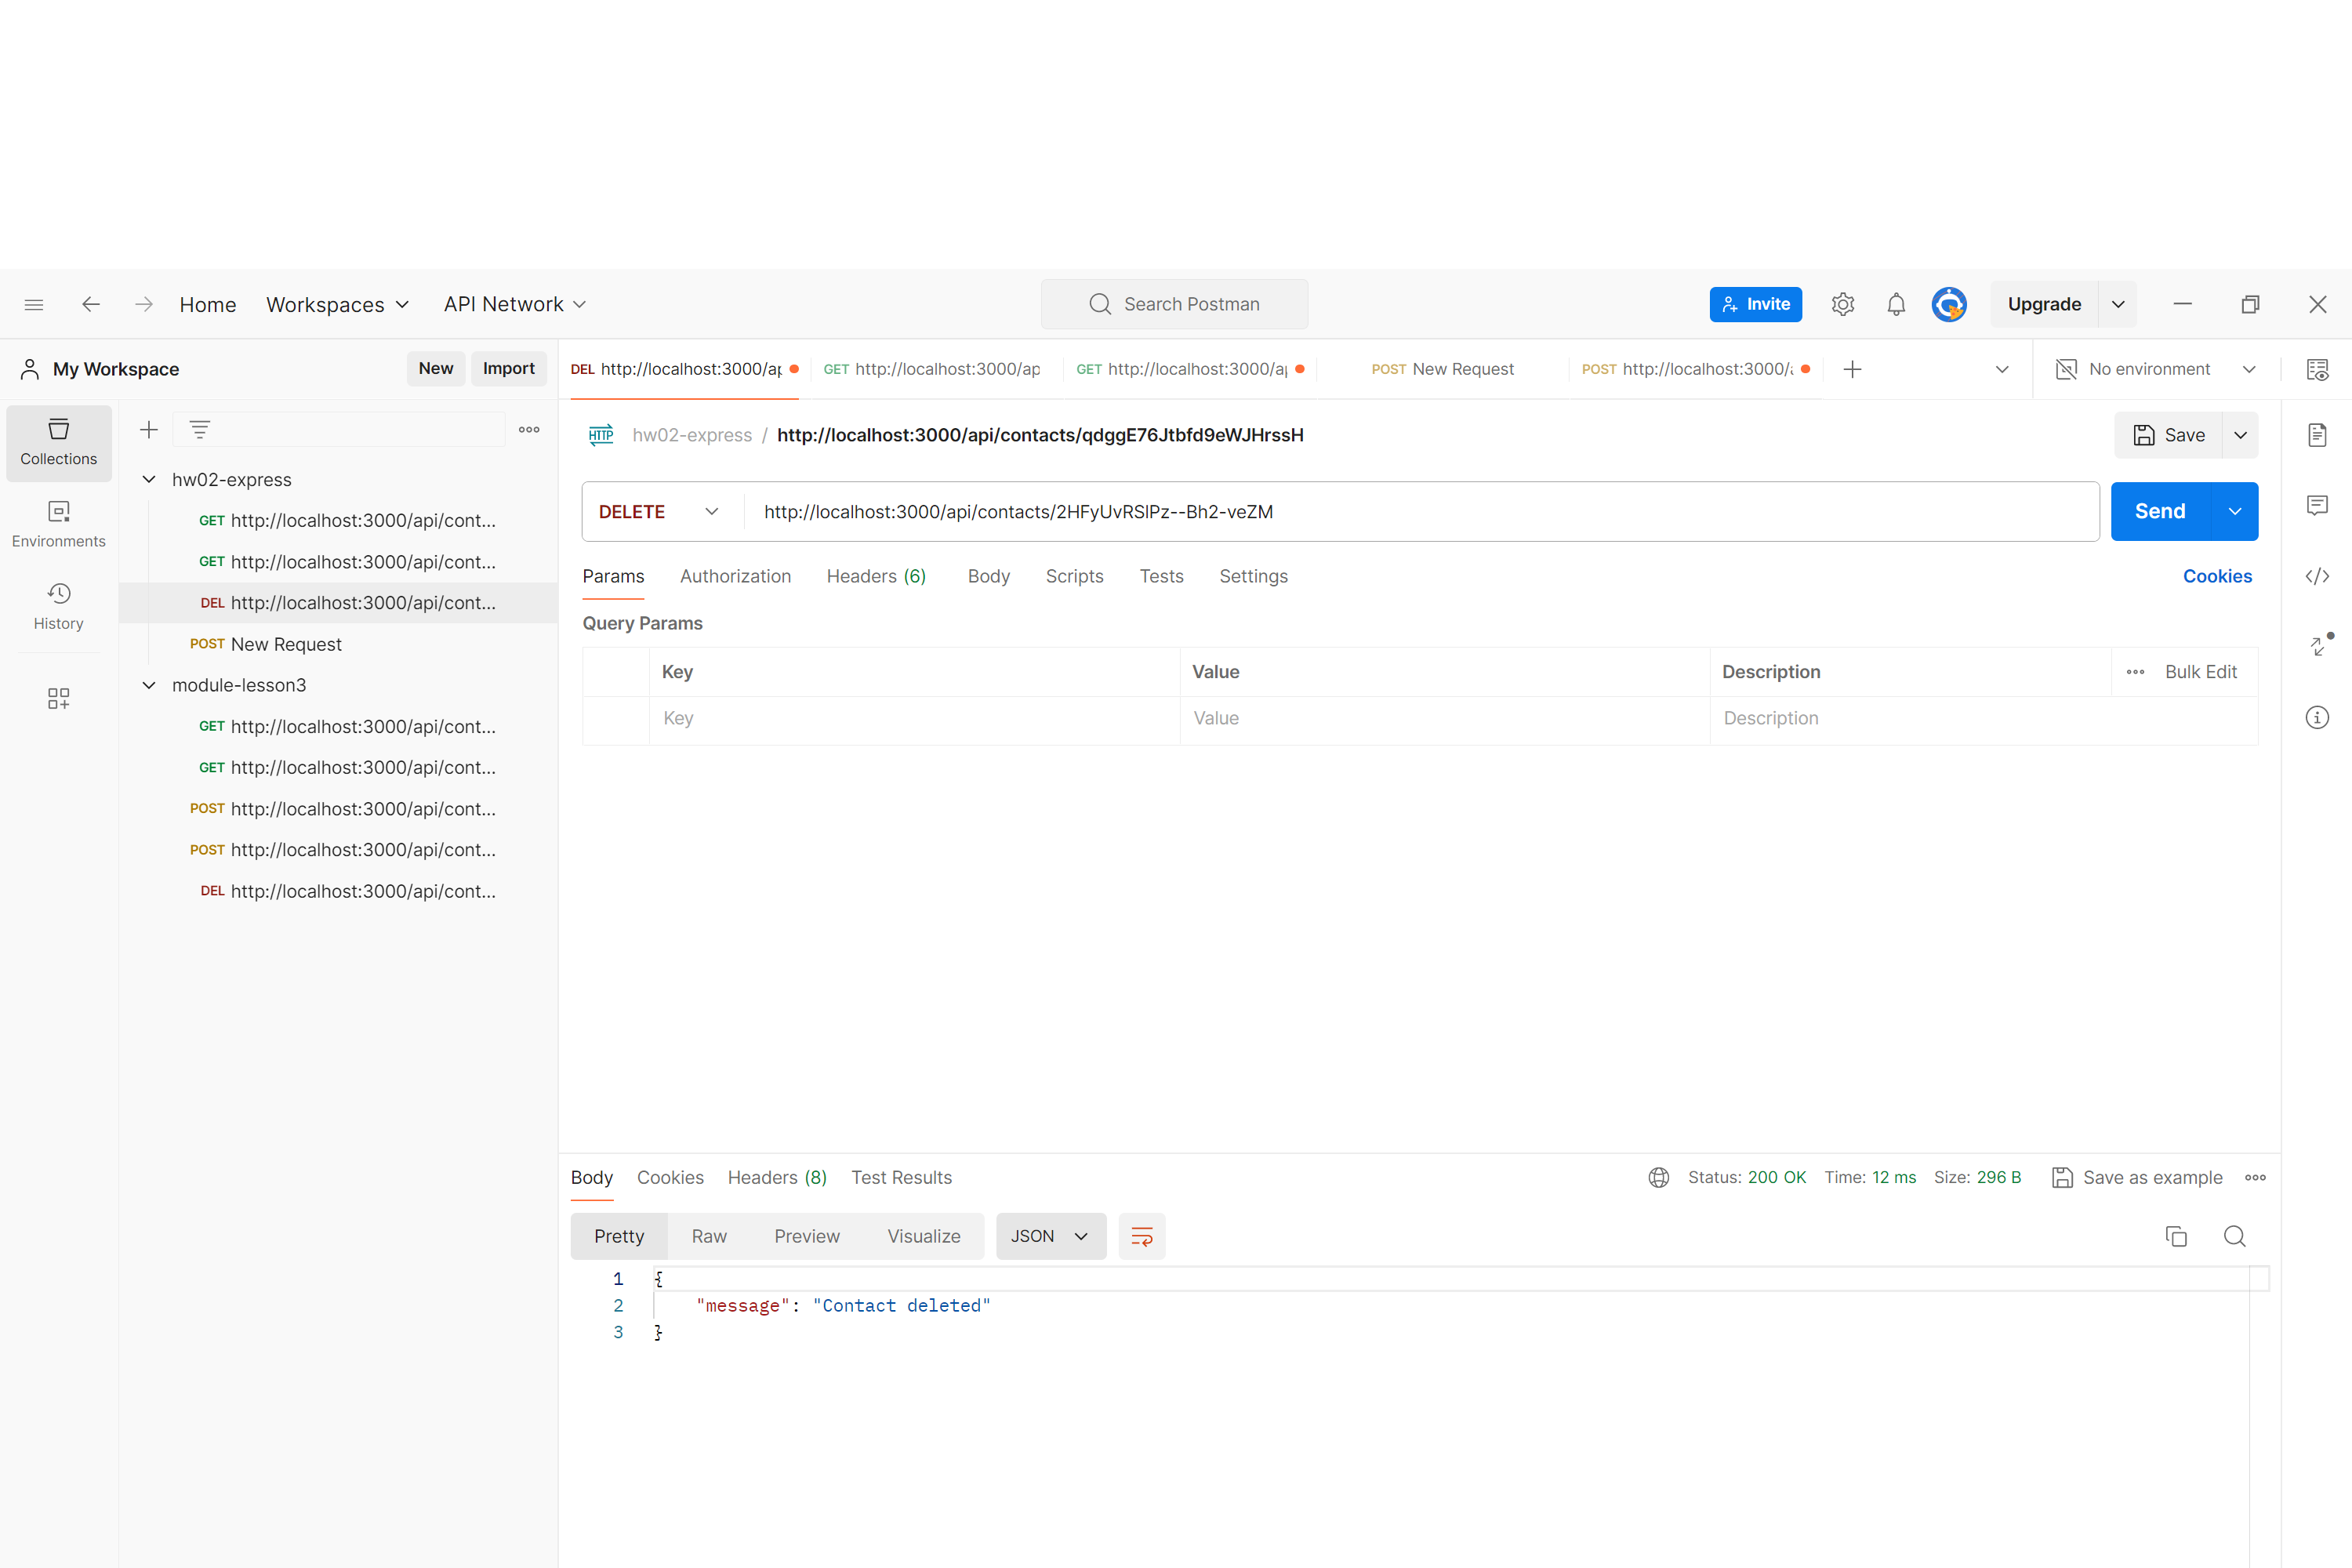 Home
Workspaces
API Network
Search Postman
Invite
Upgrade
My Workspace
New
Import
DEL http://localhost:3000/ap
GET http://localhost:3000/ap
GET http://localhost:3000/a
POST New Request
POST http://localhost:3000/
No environment
Collections
Environments
History
hw02-express
GET http://localhost:3000/api/cont...
GET http://localhost:3000/api/cont...
DEL http://localhost:3000/api/cont...
POST New Request
module-lesson3
GET http://localhost:3000/api/cont...
GET http://localhost:3000/api/cont...
POST http://localhost:3000/api/cont...
POST http://localhost:3000/api/cont...
DEL http://localhost:3000/api/cont...
HTTP hw02-express / http://localhost:3000/api/contacts/qdggE76Jtbfd9eWJHrssH
Save
DELETE http://localhost:3000/api/contacts/2HFyUvRSlPz--Bh2-veZM
Send
Params Authorization Headers (6) Body Scripts Tests Settings Cookies
Query Params
Key Value Description Bulk Edit
Key Value Description
Body Cookies Headers (8) Test Results
Status: 200 OK Time: 12 ms Size: 296 B Save as example
Pretty Raw Preview Visualize JSON
1 {
2 "message": "Contact deleted"
3 }